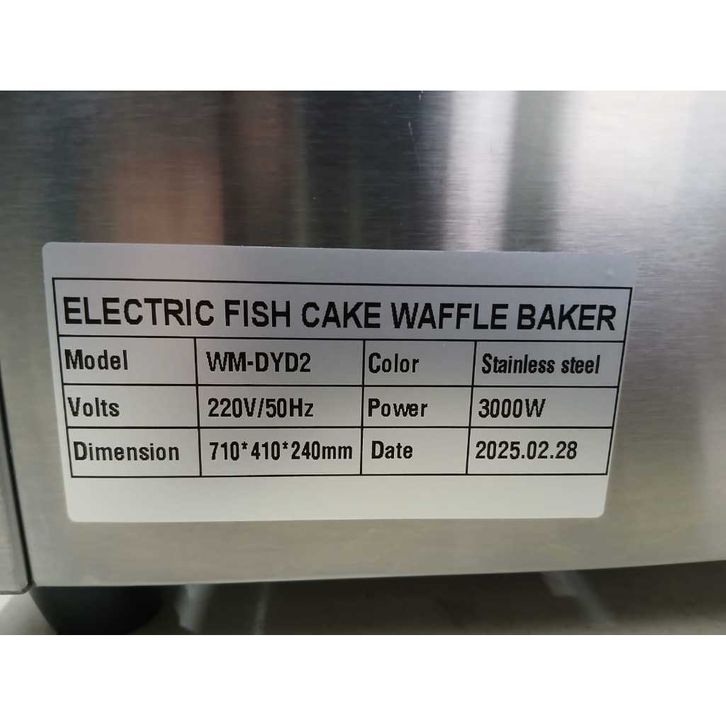 ELECTRIC FISH CAKE WAFFLE BAKER
Model WM-DYD2 Color Stainless steel
Volts 220V/50Hz Power 3000W
Dimension 710*410*240mm Date 2025.02.28